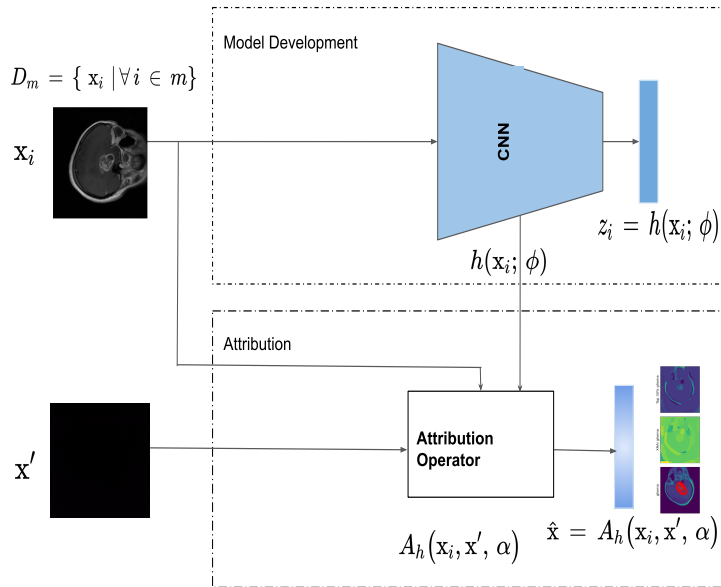 Model Development
D_m = { x_i | ∀ i ∈ m}
x_i
CNN
z_i = h(x_i; ϕ)
h(x_i; ϕ)
Attribution
x′
Attribution
Operator
A_h(x_i, x′, α)
x̂ = A_h(x_i, x′, α)